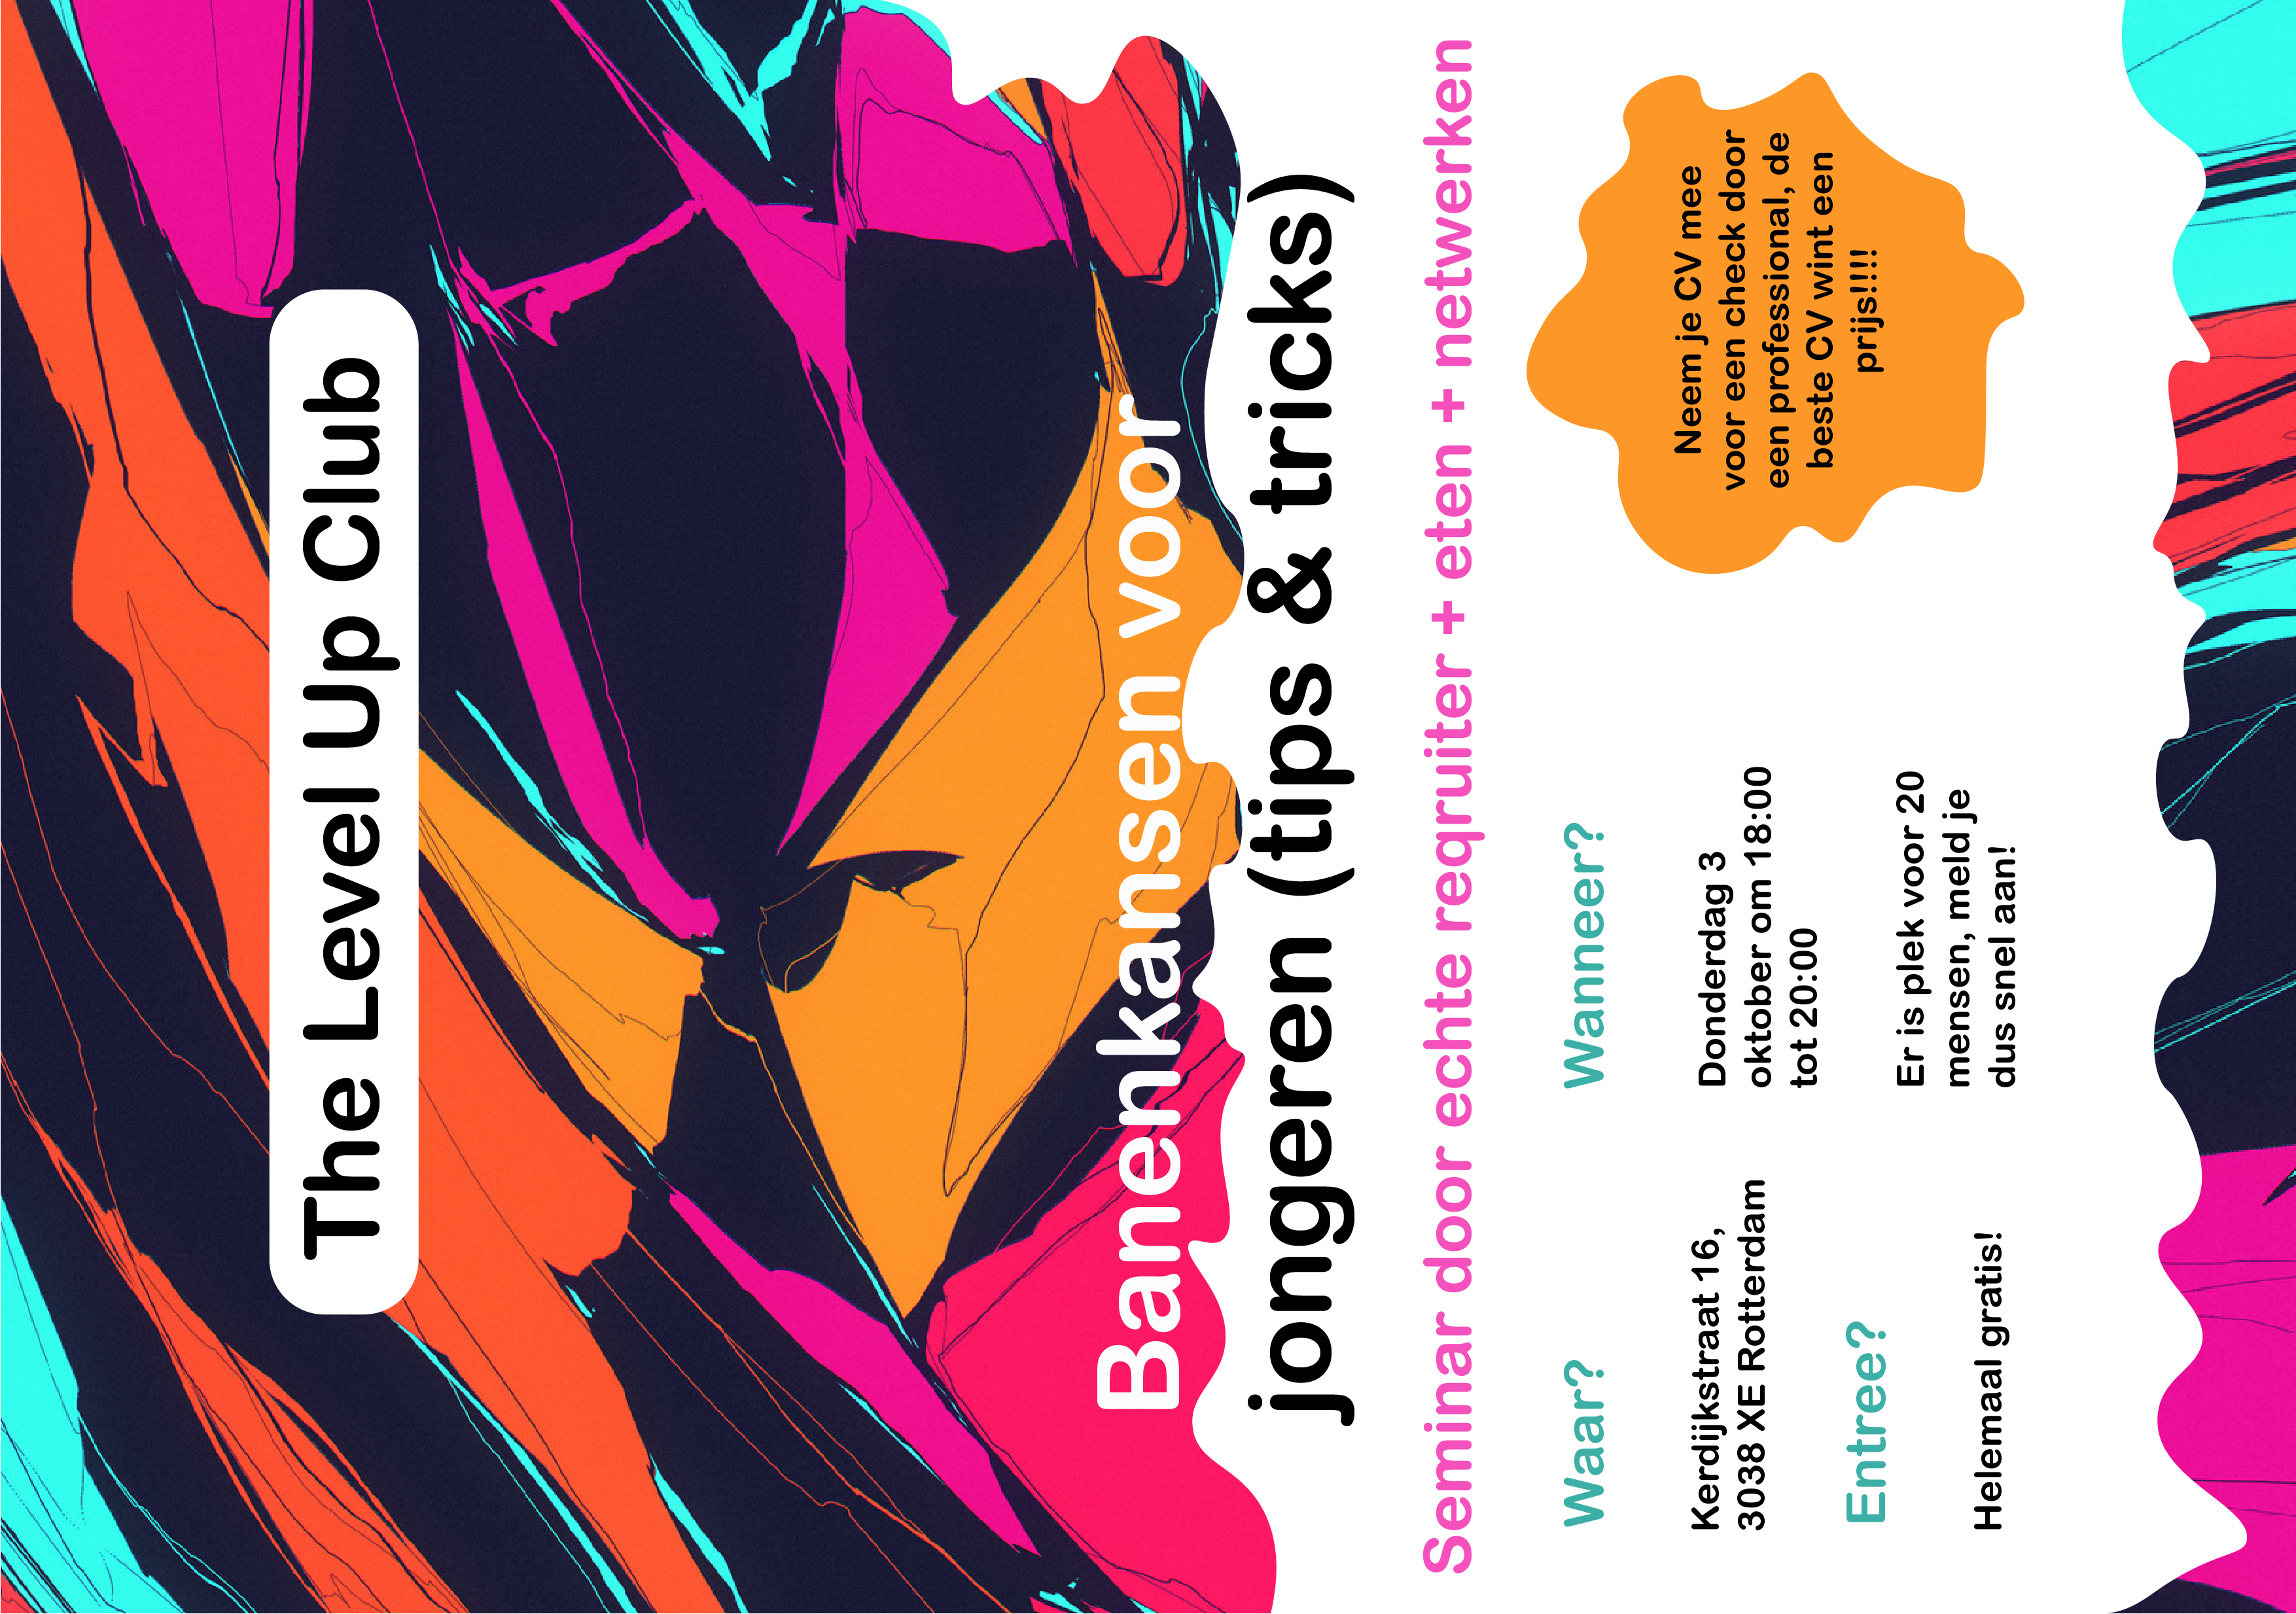 The Level Up Club
Banenkansen voor
jongeren (tips & tricks)
Seminar door echte reqruiter + eten + netwerken
Waar?
Kerdijkstraat 16,
3038 XE Rotterdam
Entree?
Helemaal gratis!
Wanneer?
Donderdag 3
oktober om 18:00
tot 20:00
Er is plek voor 20
mensen, meld je
dus snel aan!
Neem je CV mee
voor een check door
een professional, de
beste CV wint een
prijs!!!!